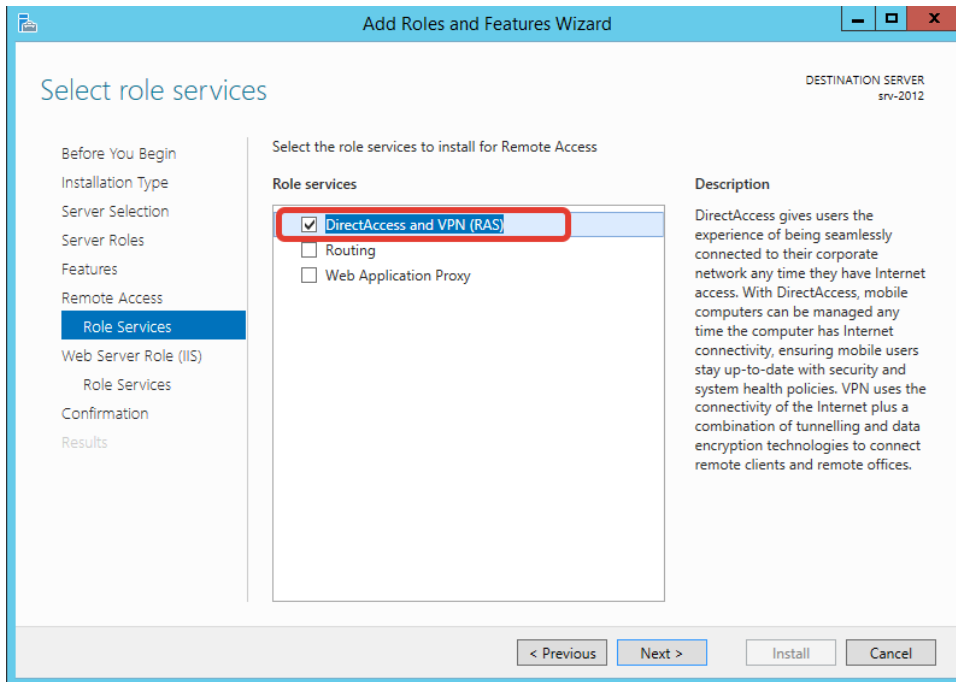 Add Roles and Features Wizard
Select role services
DESTINATION SERVER
srv-2012
Before You Begin
Installation Type
Server Selection
Server Roles
Features
Remote Access
Role Services
Web Server Role (IIS)
Role Services
Confirmation
Results
Select the role services to install for Remote Access
Role services
DirectAccess and VPN (RAS)
Routing
Web Application Proxy
Description
DirectAccess gives users the
experience of being seamlessly
connected to their corporate
network any time they have Internet
access. With DirectAccess, mobile
computers can be managed any
time the computer has Internet
connectivity, ensuring mobile users
stay up-to-date with security and
system health policies. VPN uses the
connectivity of the Internet plus a
combination of tunnelling and data
encryption technologies to connect
remote clients and remote offices.
< Previous
Next >
Install
Cancel